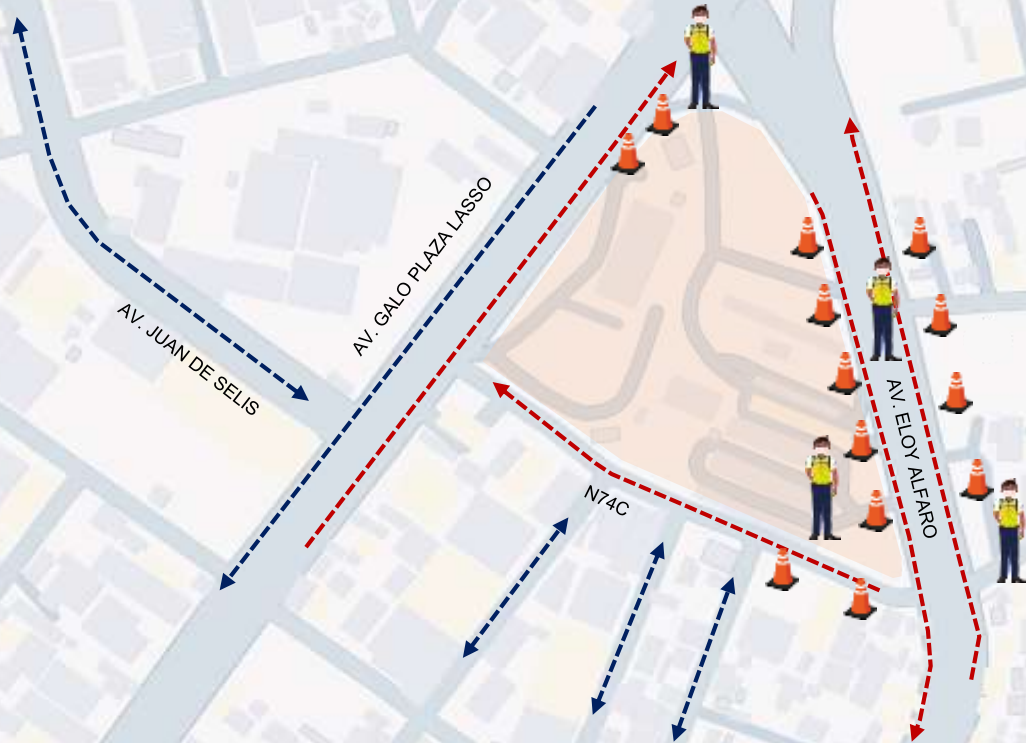 AV. GALO PLAZA LASSO
AV. JUAN DE SELIS
AV. ELOY ALFARO
N74C